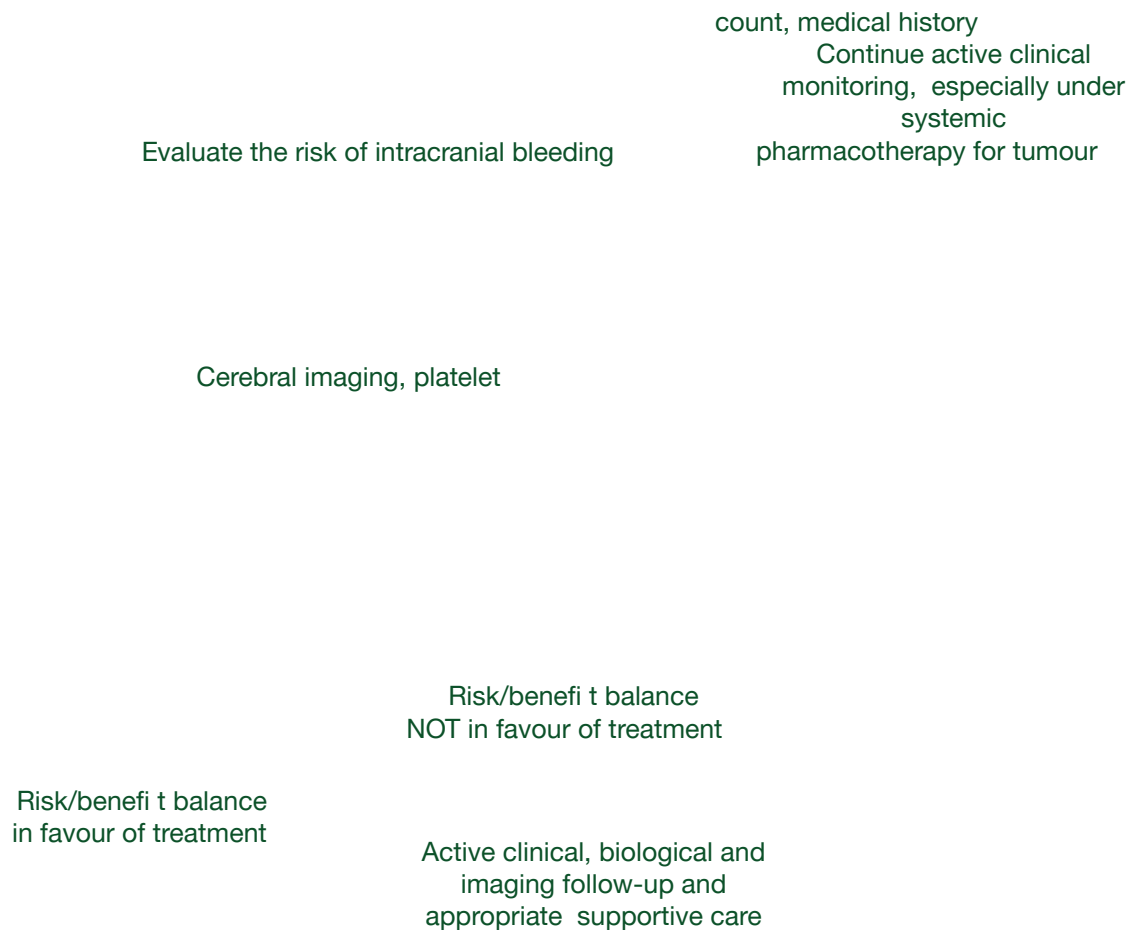 count, medical history
Continue active clinical
monitoring,  especially under
systemic
pharmacotherapy for tumour
Evaluate the risk of intracranial bleeding
Cerebral imaging, platelet
Risk/benefi t balance
NOT in favour of treatment
Risk/benefi t balance
in favour of treatment
Active clinical, biological and
imaging follow-up and
appropriate  supportive care